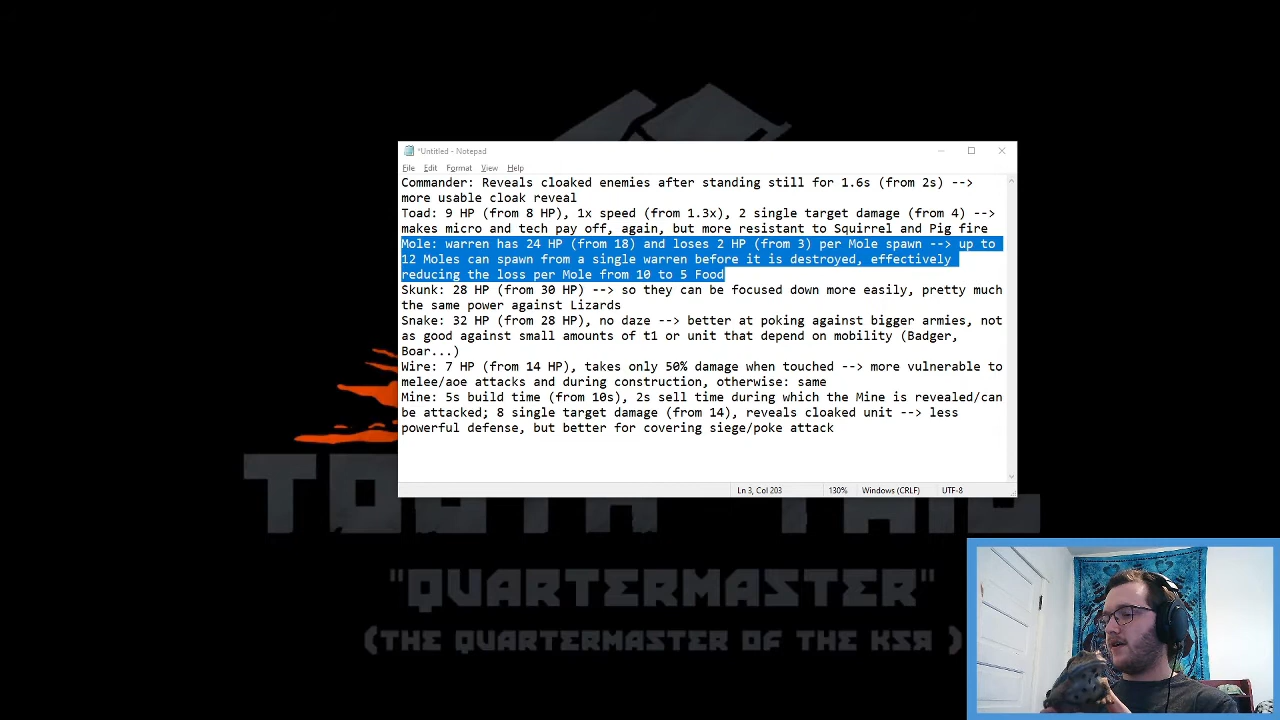 *Untitled - Notepad
File Edit Format View Help
Commander: Reveals cloaked enemies after standing still for 1.6s (from 2s) -->
more usable cloak reveal
Toad: 9 HP (from 8 HP), 1x speed (from 1.3x), 2 single target damage (from 4) -->
makes micro and tech pay off, again, but more resistant to Squirrel and Pig fire
Mole: warren has 24 HP (from 18) and loses 2 HP (from 3) per Mole spawn --> up to
12 Moles can spawn from a single warren before it is destroyed, effectively
reducing the loss per Mole from 10 to 5 Food
Skunk: 28 HP (from 30 HP) --> so they can be focused down more easily, pretty much
the same power against Lizards
Snake: 32 HP (from 28 HP), no daze --> better at poking against bigger armies, not
as good against small amounts of t1 or unit that depend on mobility (Badger,
Boar...)
Wire: 7 HP (from 14 HP), takes only 50% damage when touched --> more vulnerable to
melee/aoe attacks and during construction, otherwise: same
Mine: 5s build time (from 10s), 2s sell time during which the Mine is revealed/can
be attacked; 8 single target damage (from 14), reveals cloaked unit --> less
powerful defense, but better for covering siege/poke attack
Ln 3, Col 203 130% Windows (CRLF) UTF-8
"QUARTERMASTER"
(THE QUARTERMASTER OF THE KSR)